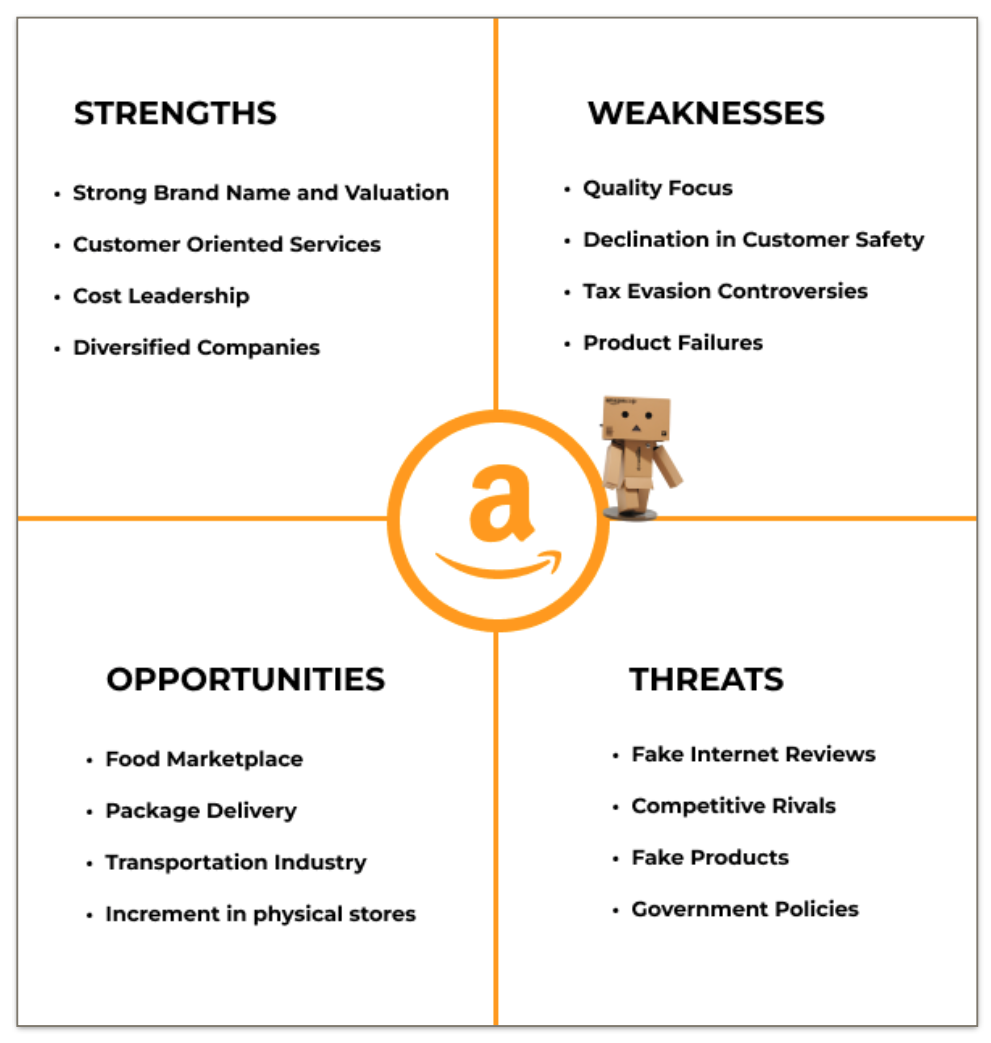 STRENGTHS
• Strong Brand Name and Valuation
• Customer Oriented Services
• Cost Leadership
• Diversified Companies
WEAKNESSES
• Quality Focus
• Declination in Customer Safety
• Tax Evasion Controversies
• Product Failures
a
OPPORTUNITIES
• Food Marketplace
• Package Delivery
• Transportation Industry
• Increment in physical stores
THREATS
• Fake Internet Reviews
• Competitive Rivals
• Fake Products
• Government Policies